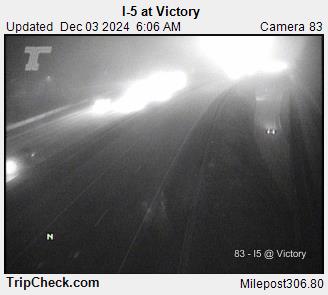 I-5 at Victory
Updated Dec 03 2024 6:06 AM Camera 83
T
N
83 - I5 @ Victory
TripCheck.com Milepost306.80